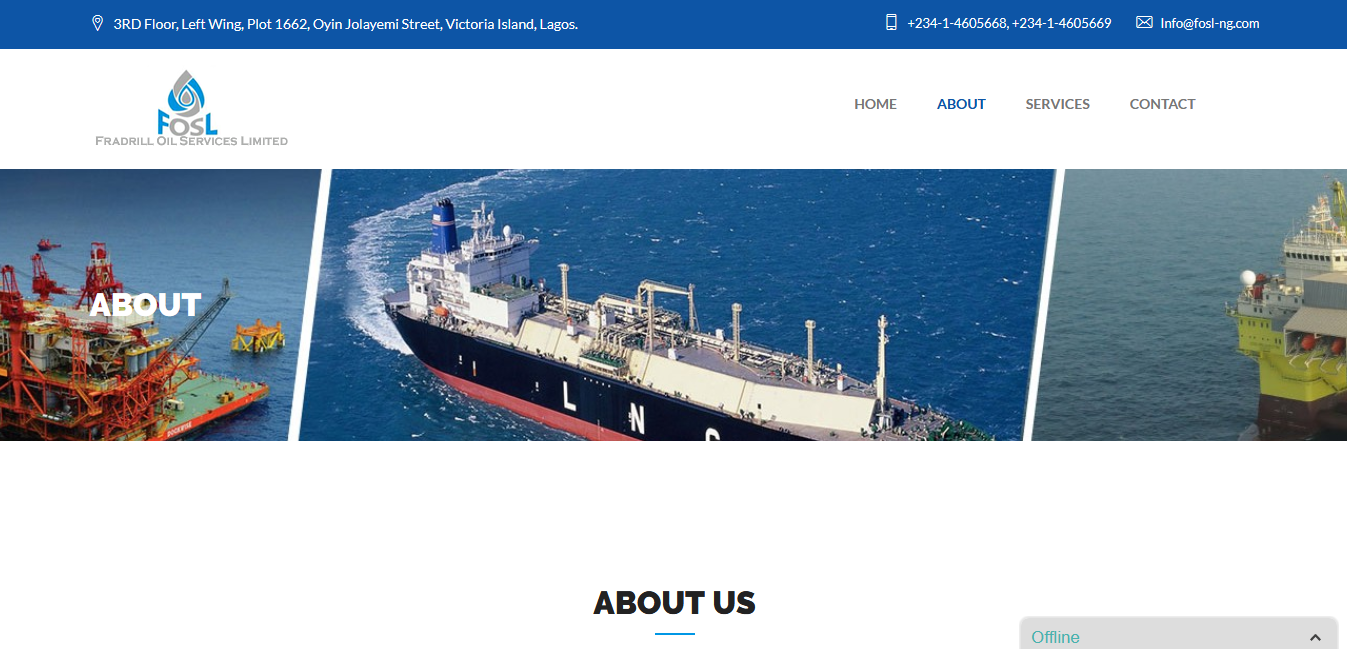 3RD Floor, Left Wing, Plot 1662, Oyin Jolayemi Street, Victoria Island, Lagos.
+234-1-4605668, +234-1-4605669
Info@fosl-ng.com
FOSL
FRADRILL OIL SERVICES LIMITED
HOME ABOUT SERVICES CONTACT
ABOUT
DOCKWISE
L N G
ABOUT US
Offline